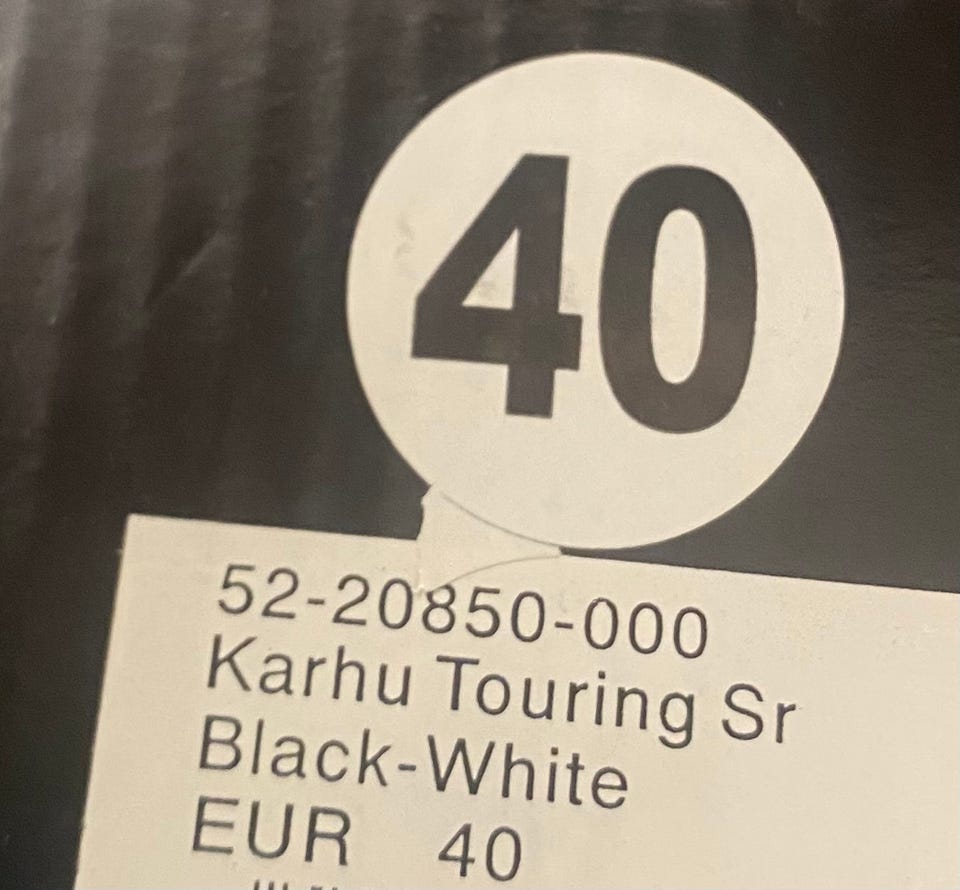 40
52-20850-000
Karhu Touring Sr
Black-White
EUR 40